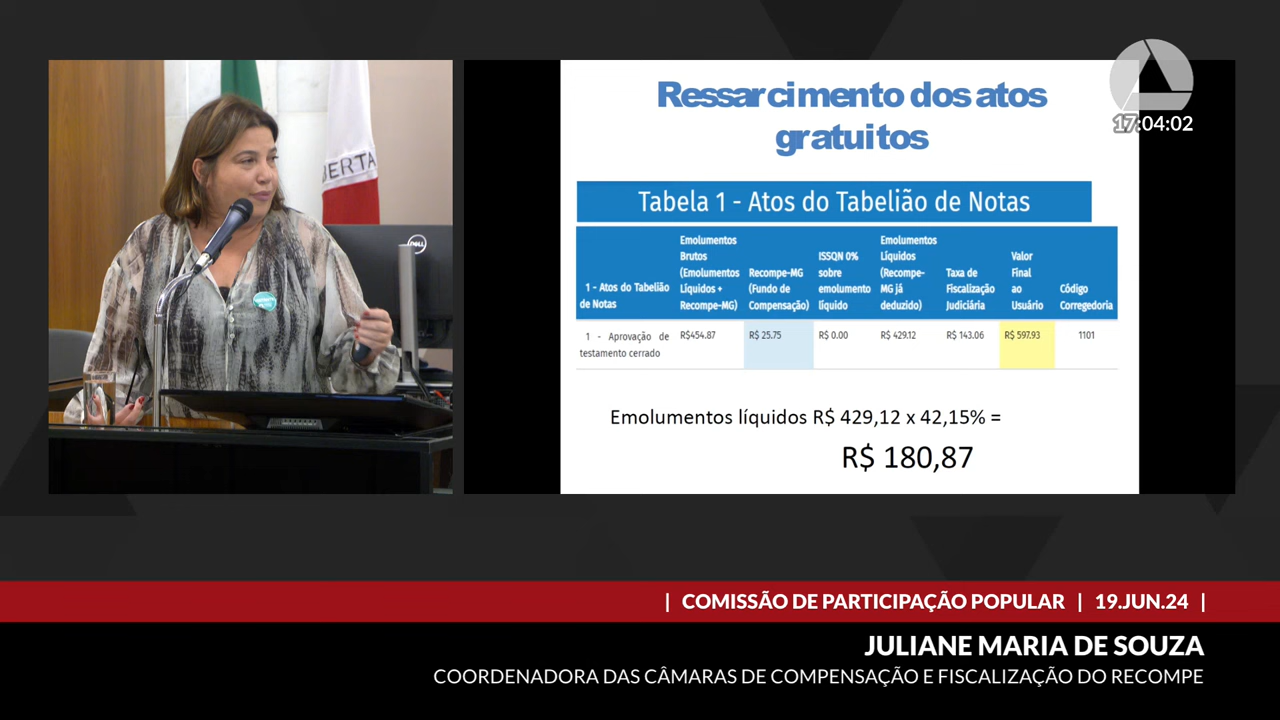 Ressarcimento dos atos
gratuitos
17:04:02
BERTA
DELL
Tabela 1 - Atos do Tabelião de Notas
1 - Atos do Tabelião
de Notas
Emolumentos
Brutos
(Emolumentos
Líquidos +
Recompe-MG)
Recompe-MG
(Fundo de
Compensação)
ISSQN 0%
sobre
emolumento
líquido
Emolumentos
Líquidos
(Recompe-
MG já
deduzido)
Taxa de
Fiscalização
Judiciária
Valor
Final
ao
Usuário
Código
Corregedoria
1 - Aprovação de
testamento cerrado
R$454.87
R$ 25.75
R$ 0.00
R$ 429.12
R$ 143.06
R$ 597.93
1101
Emolumentos líquidos R$ 429,12 x 42,15% =
R$ 180,87
| COMISSÃO DE PARTICIPAÇÃO POPULAR | 19.JUN.24 |
JULIANE MARIA DE SOUZA
COORDENADORA DAS CÂMARAS DE COMPENSAÇÃO E FISCALIZAÇÃO DO RECOMPE